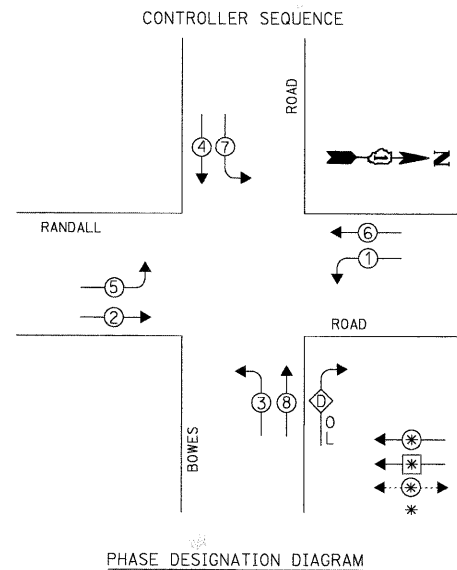 CONTROLLER SEQUENCE
ROAD
4 7
N
RANDALL
6
1
5
2
ROAD
3 8 D
O
L
BOWES
*
*
*
*
PHASE DESIGNATION DIAGRAM